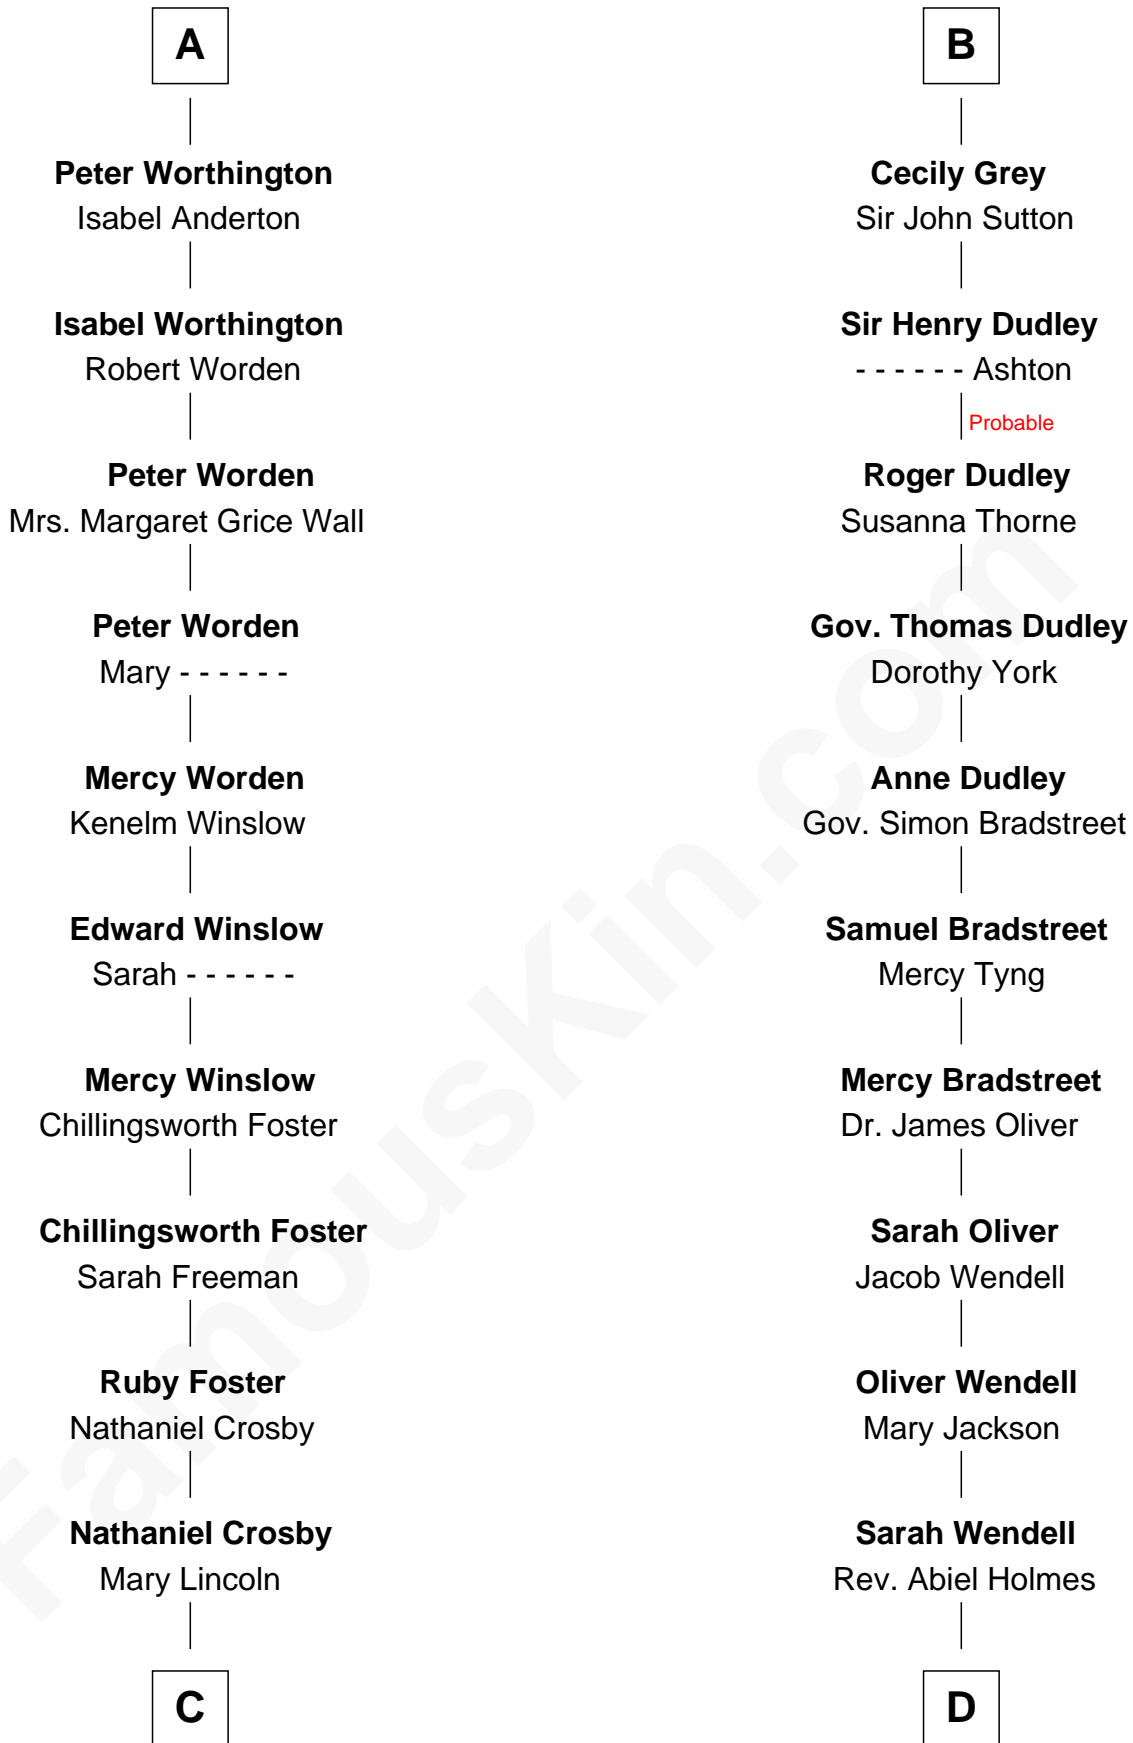 A
Peter Worthington
Isabel Anderton
Isabel Worthington
Robert Worden
Peter Worden
Mrs. Margaret Grice Wall
Peter Worden
Mary - - - - - -
Mercy Worden
Kenelm Winslow
Edward Winslow
Sarah - - - - - -
Mercy Winslow
Chillingsworth Foster
Chillingsworth Foster
Sarah Freeman
Ruby Foster
Nathaniel Crosby
Nathaniel Crosby
Mary Lincoln
C
B
Cecily Grey
Sir John Sutton
Sir Henry Dudley
- - - - - - Ashton
Probable
Roger Dudley
Susanna Thorne
Gov. Thomas Dudley
Dorothy York
Anne Dudley
Gov. Simon Bradstreet
Samuel Bradstreet
Mercy Tyng
Mercy Bradstreet
Dr. James Oliver
Sarah Oliver
Jacob Wendell
Oliver Wendell
Mary Jackson
Sarah Wendell
Rev. Abiel Holmes
D
FamousKin.com